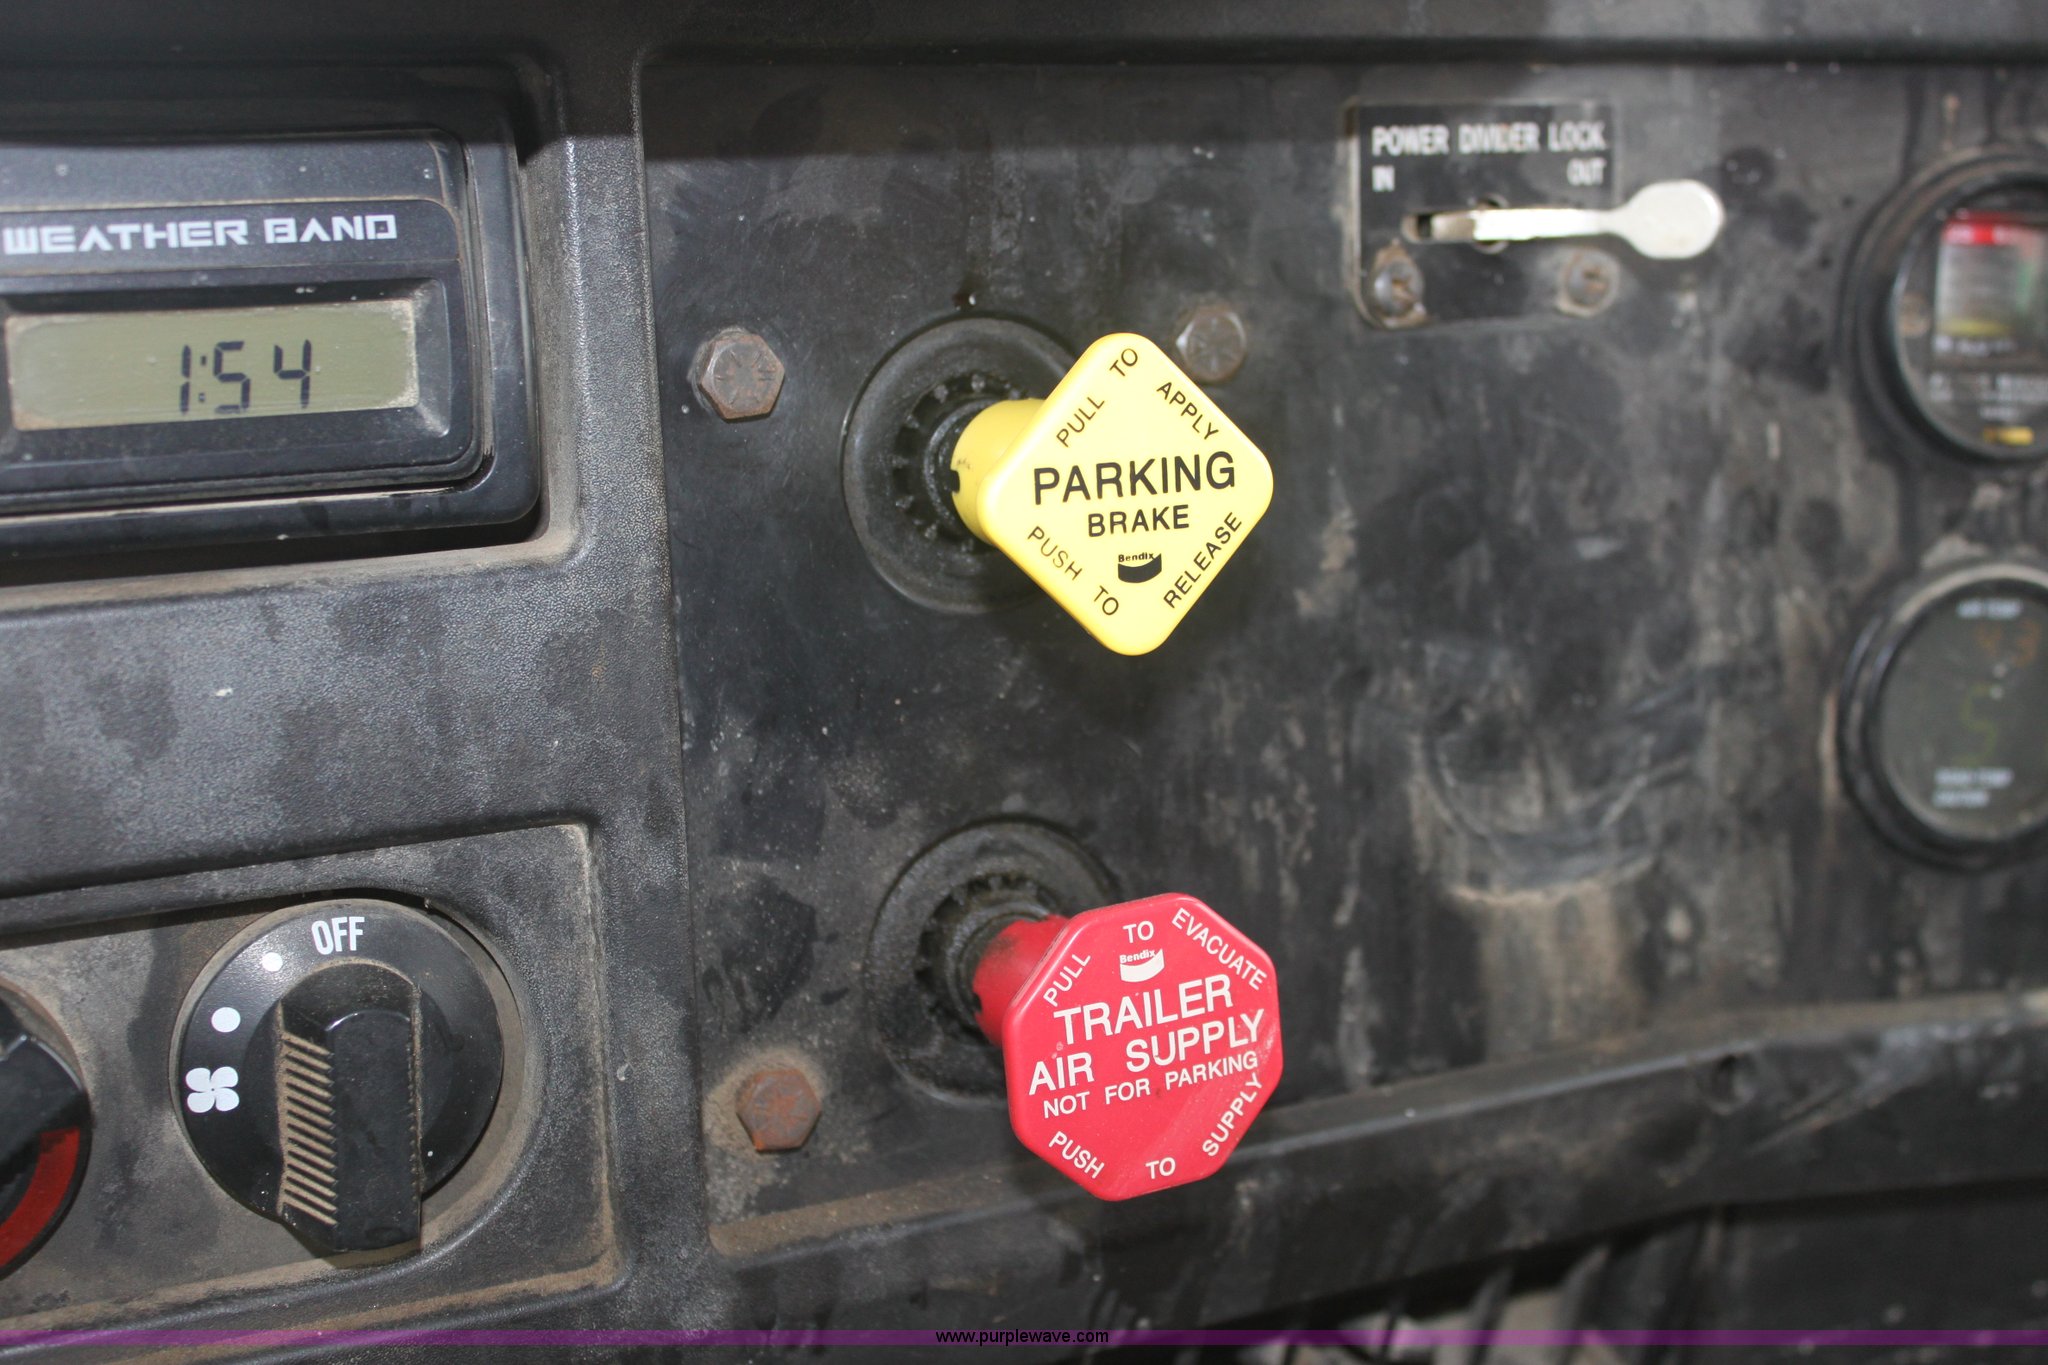 WEATHER BAND
1:54
POWER DIVIDER LOCK
IN OUT
PULL TO APPLY
PARKING
BRAKE
Bendix
PUSH TO RELEASE
OFF
PULL TO EVACUATE
Bendix
TRAILER
AIR SUPPLY
NOT FOR PARKING
PUSH TO SUPPLY
www.purplewave.com